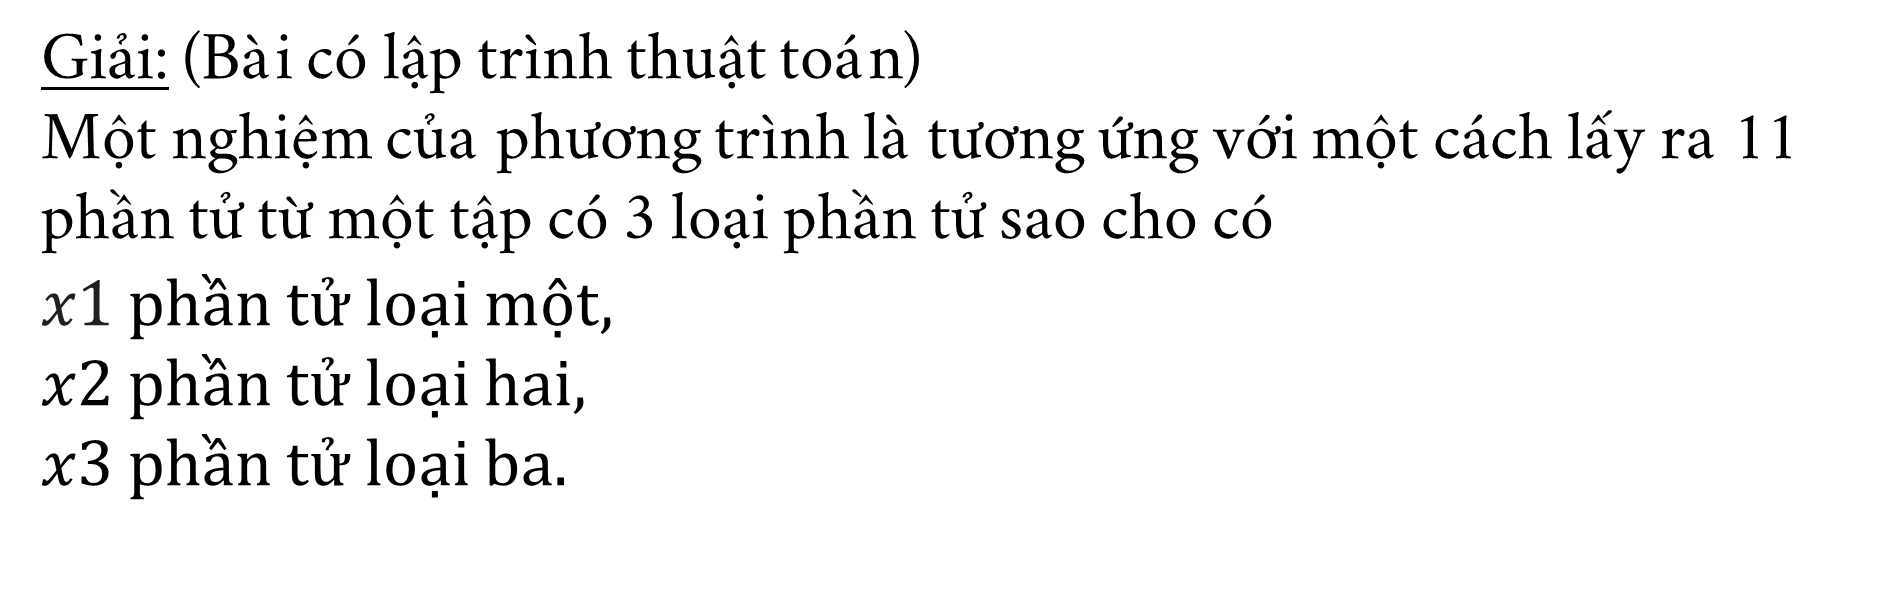 Giải: (Bài có lập trình thuật toán)
Một nghiệm của phương trình là tương ứng với một cách lấy ra 11
phần tử từ một tập có 3 loại phần tử sao cho có
x1 phần tử loại một,
x2 phần tử loại hai,
x3 phần tử loại ba.